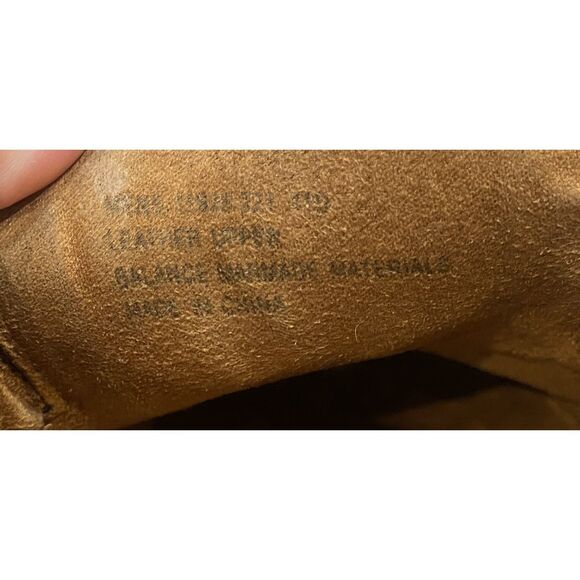 LEATHER UPPER
BALANCE MANMADE MATERIALS
MADE IN CHINA